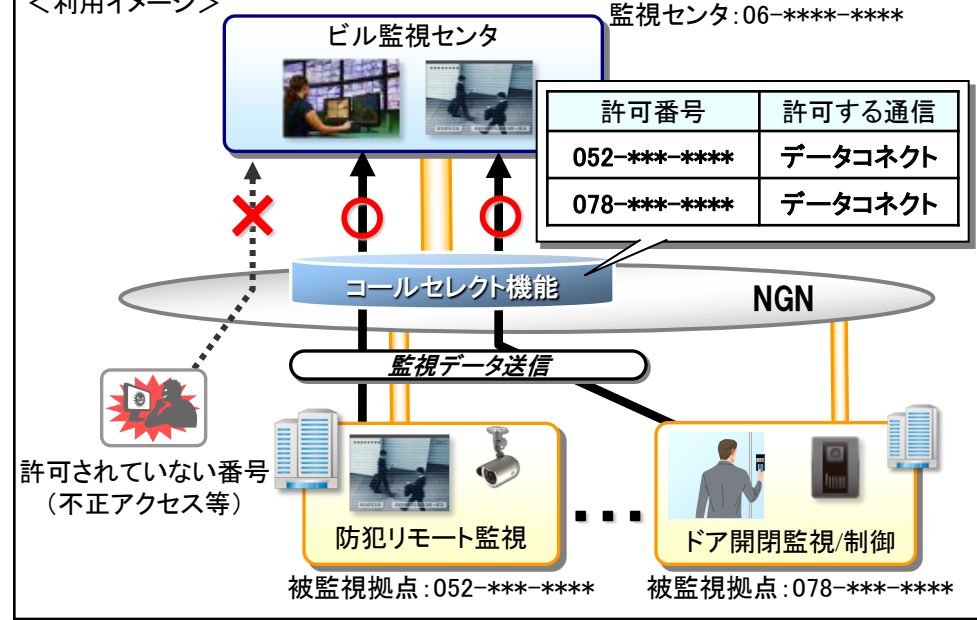 ＜利用イメージ＞
監視センタ：06-****-****
ビル監視センタ
許可番号 許可する通信
052-***-**** データコネクト
078-***-**** データコネクト
コールセレクト機能
NGN
監視データ送信
許可されていない番号
（不正アクセス等）
防犯リモート監視
ドア開閉監視/制御
被監視拠点：052-***-****
被監視拠点：078-***-****